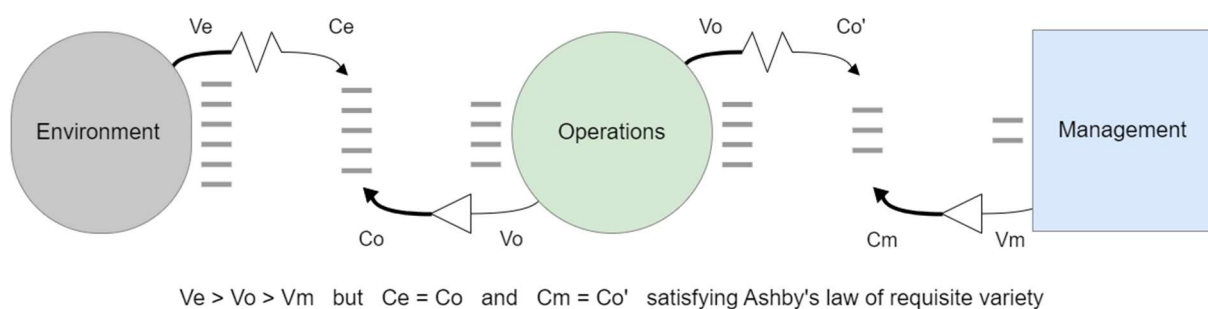 Ve Ce Vo Co'
Environment Operations Management
Co Vo Cm Vm
Ve > Vo > Vm but Ce = Co and Cm = Co' satisfying Ashby's law of requisite variety